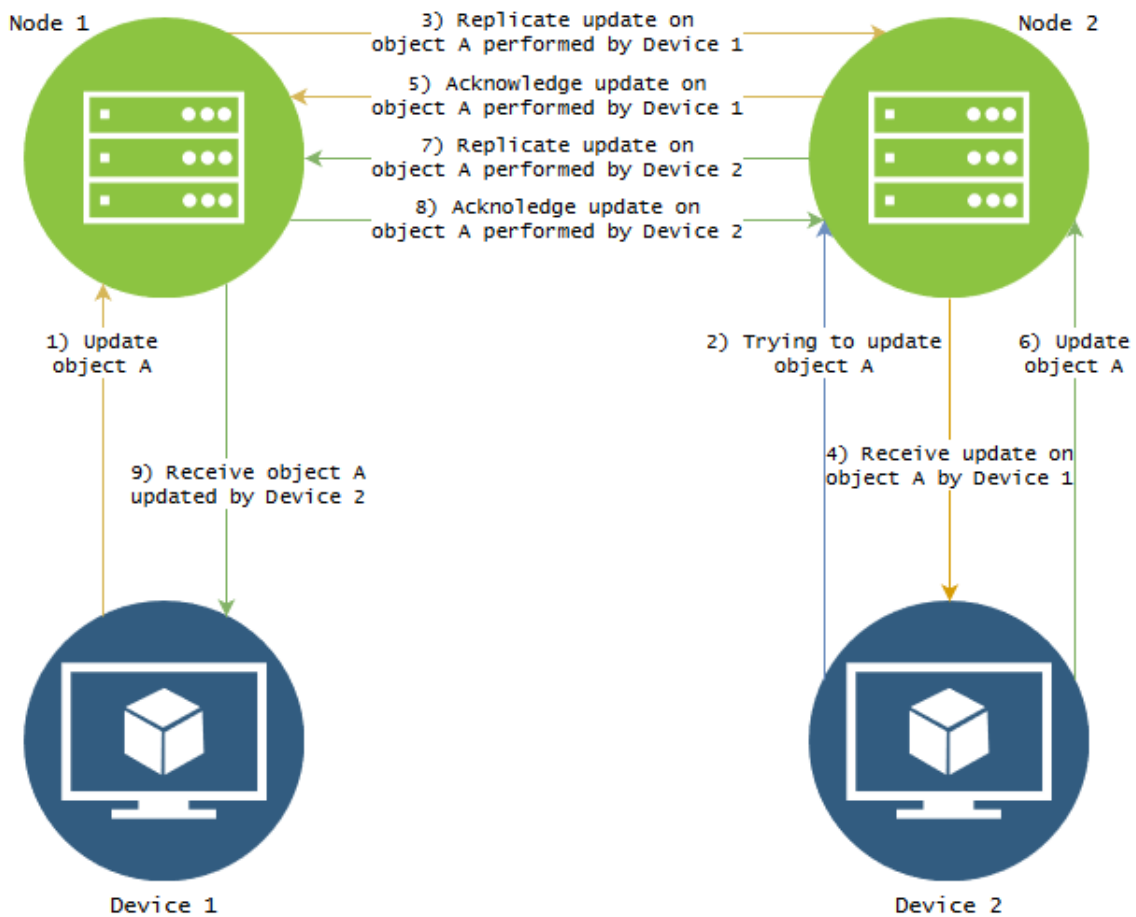 Node 1
3) Replicate update on
object A performed by Device 1
Node 2
5) Acknowledge update on
object A performed by Device 1
7) Replicate update on
object A performed by Device 2
8) Acknoledge update on
object A performed by Device 2
1) Update
object A
2) Trying to update
object A
6) Update
object A
9) Receive object A
updated by Device 2
4) Receive update on
object A by Device 1
Device 1
Device 2